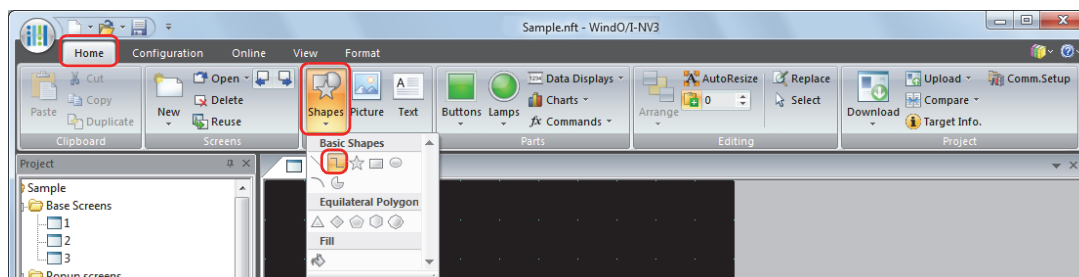 Sample.nft - WindO/I-NV3
Home Configuration Online View Format
Cut
Copy
Duplicate
Paste
Clipboard
New
Open
Delete
Reuse
Screens
Shapes Picture Text
Buttons Lamps
Data Displays
Charts
fx Commands
Parts
Arrange
AutoResize
0
Replace
Select
Editing
Download
Upload
Compare
Target Info.
Comm.Setup
Project
Basic Shapes
Equilateral Polygon
Fill
Project
Sample
Base Screens
1
2
3
Popup screens